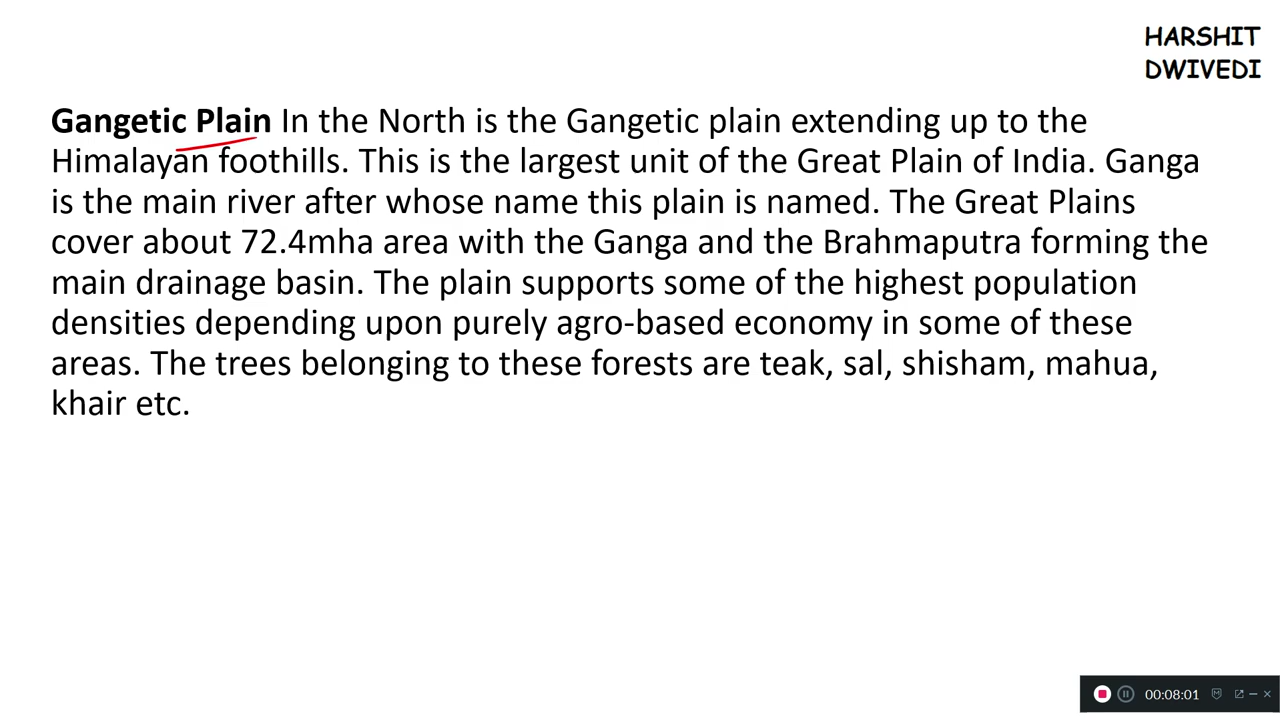 HARSHIT
DWIVEDI
Gangetic Plain In the North is the Gangetic plain extending up to the
Himalayan foothills. This is the largest unit of the Great Plain of India. Ganga
is the main river after whose name this plain is named. The Great Plains
cover about 72.4mha area with the Ganga and the Brahmaputra forming the
main drainage basin. The plain supports some of the highest population
densities depending upon purely agro-based economy in some of these
areas. The trees belonging to these forests are teak, sal, shisham, mahua,
khair etc.
00:08:01